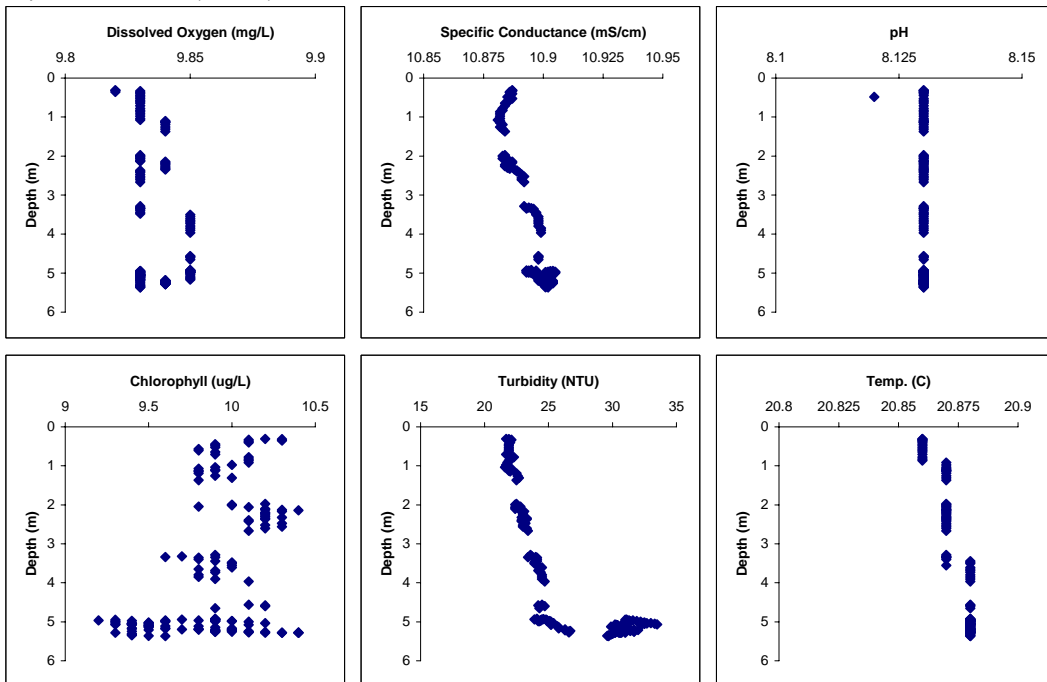 Dissolved Oxygen (mg/L)
9.8 9.85 9.9
0
1
2
3
4
5
6
Depth (m)
Specific Conductance (mS/cm)
10.85 10.875 10.9 10.925 10.95
0
1
2
3
4
5
6
Depth (m)
pH
8.1 8.125 8.15
0
1
2
3
4
5
6
Depth (m)
Chlorophyll (ug/L)
9 9.5 10 10.5
0
1
2
3
4
5
6
Depth (m)
Turbidity (NTU)
15 20 25 30 35
0
1
2
3
4
5
6
Depth (m)
Temp. (C)
20.8 20.825 20.85 20.875 20.9
0
1
2
3
4
5
6
Depth (m)